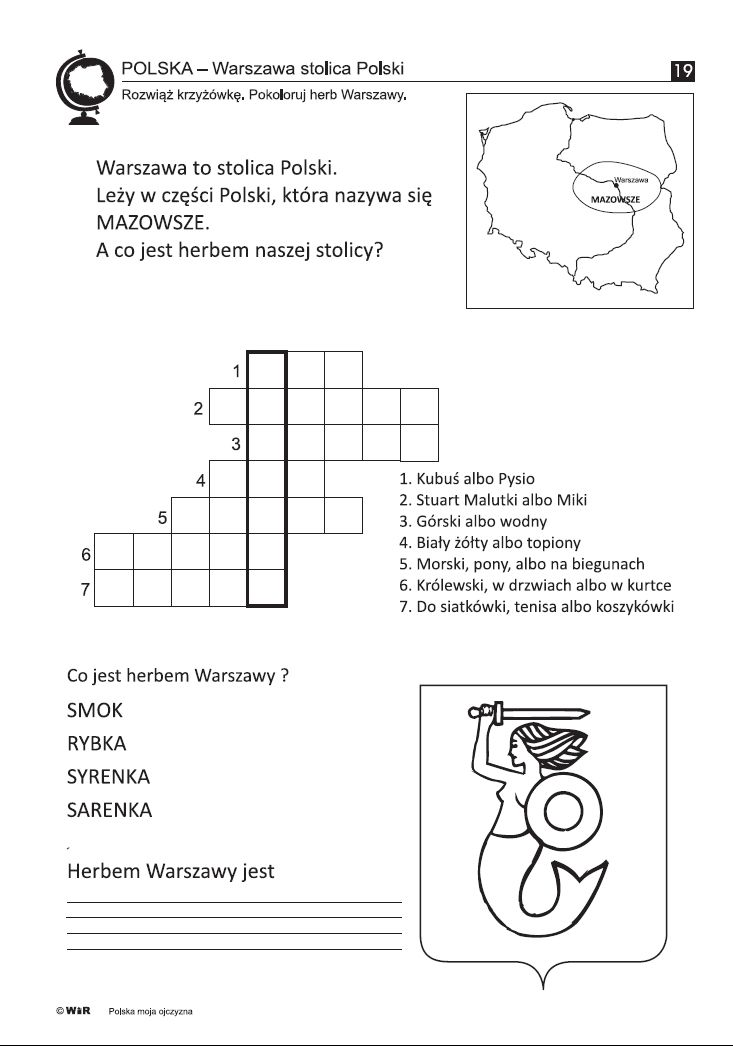 POLSKA – Warszawa stolica Polski
19
Rozwiąż krzyżówkę. Pokoloruj herb Warszawy.
Warszawa to stolica Polski.
Leży w części Polski, która nazywa się
MAZOWSZE.
A co jest herbem naszej stolicy?
Warszawa
MAZOWSZE
1
2
3
4
5
6
7
1. Kubuś albo Pysio
2. Stuart Malutki albo Miki
3. Górski albo wodny
4. Biały żółty albo topiony
5. Morski, pony, albo na biegunach
6. Królewski, w drzwiach albo w kurtce
7. Do siatkówki, tenisa albo koszykówki
Co jest herbem Warszawy ?
SMOK
RYBKA
SYRENKA
SARENKA
Herbem Warszawy jest
© WiR Polska moja ojczyzna